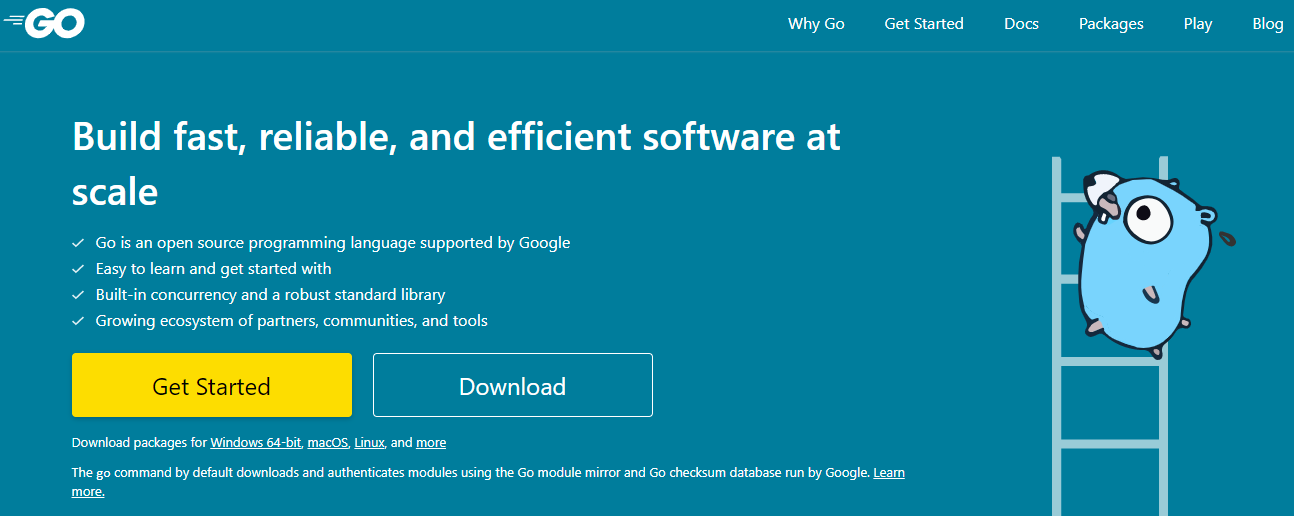 GO
Why Go
Get Started
Docs
Packages
Play
Blog
Build fast, reliable, and efficient software at
scale
Go is an open source programming language supported by Google
Easy to learn and get started with
Built-in concurrency and a robust standard library
Growing ecosystem of partners, communities, and tools
Get Started
Download
Download packages for Windows 64-bit, macOS, Linux, and more
The go command by default downloads and authenticates modules using the Go module mirror and Go checksum database run by Google. Learn
more.